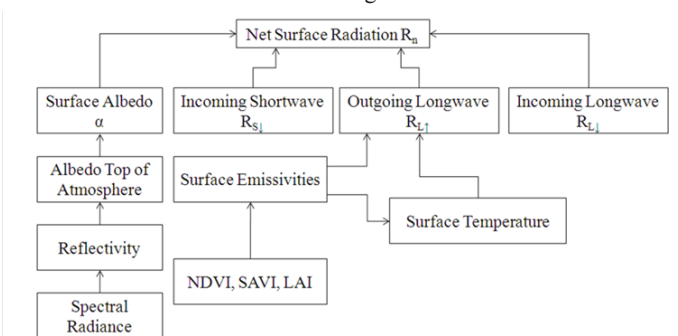 Net Surface Radiation Rn
Surface Albedo
α
Incoming Shortwave
RS↓
Outgoing Longwave
RL↑
Incoming Longwave
RL↓
Albedo Top of
Atmosphere
Surface Emissivities
Surface Temperature
Reflectivity
NDVI, SAVI, LAI
Spectral
Radiance